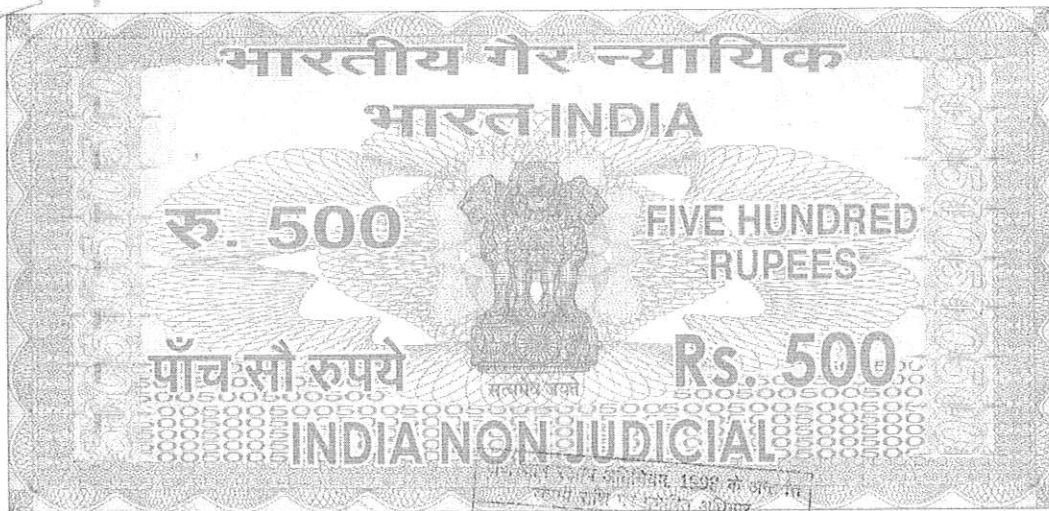 भारतीय गैर न्यायिक
भारत INDIA
रु. 500
FIVE HUNDRED
RUPEES
पाँच सौ रुपये
Rs. 500
सत्यमेव जयते
INDIA NON JUDICIAL